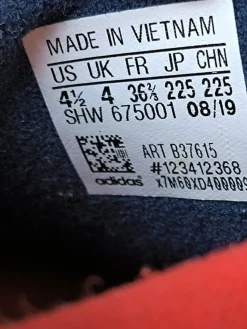 MADE IN VIETNAM
US UK FR JP CHN
4½ 4 36⅔ 225 225
SHW 675001 08/19
ART B37615
#123412368
adidas